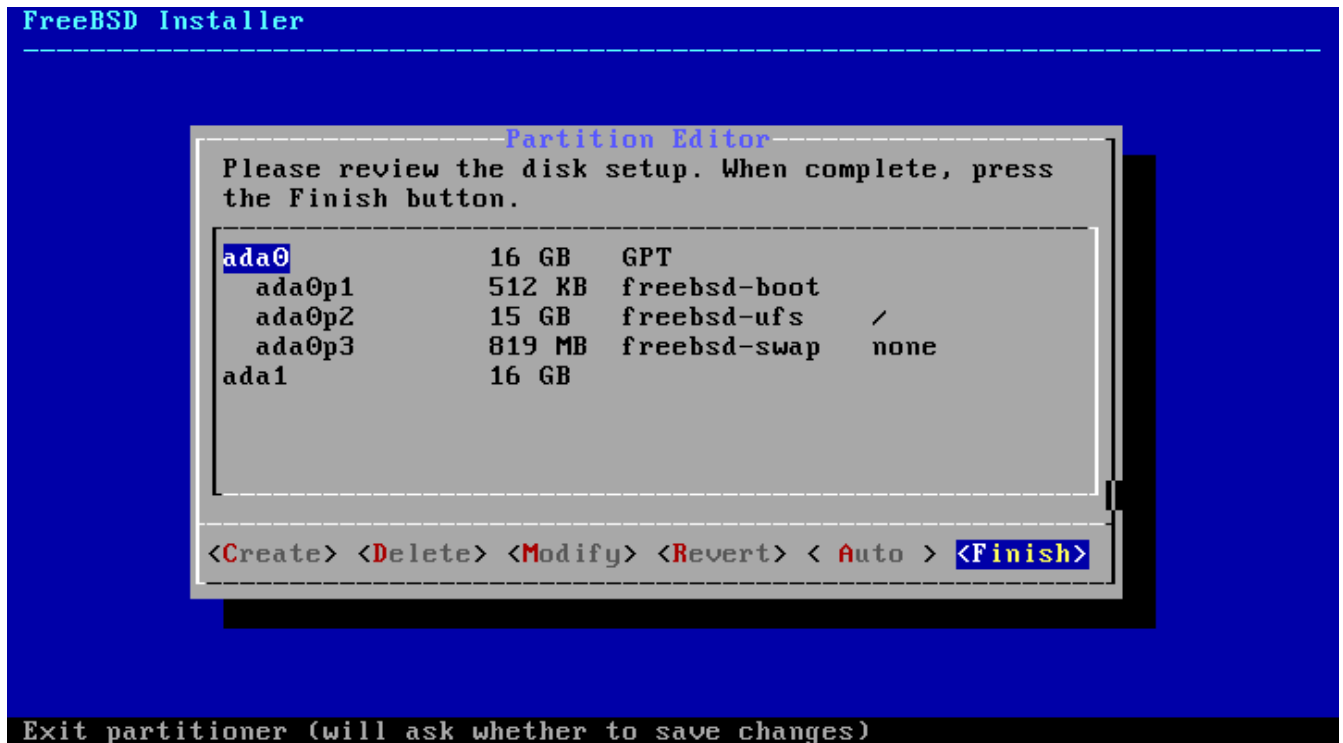 FreeBSD Installer
Partition Editor
Please review the disk setup. When complete, press
the Finish button.
ada0 16 GB GPT
ada0p1 512 KB freebsd-boot
ada0p2 15 GB freebsd-ufs /
ada0p3 819 MB freebsd-swap none
ada1 16 GB
<Create> <Delete> <Modify> <Revert> < Auto > <Finish>
Exit partitioner (will ask whether to save changes)